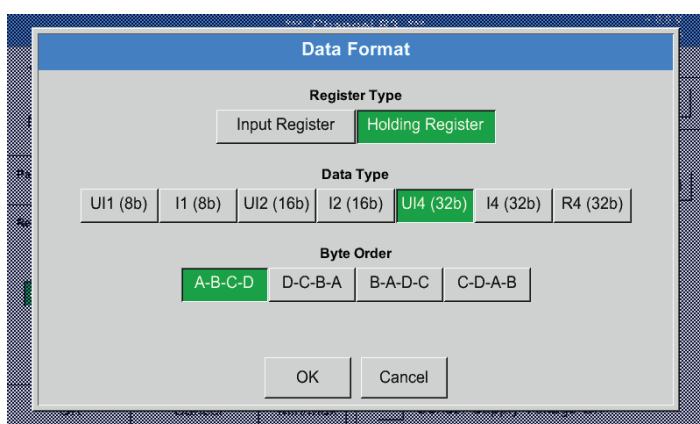 Data Format
Register Type
Input Register Holding Register
Data Type
UI1 (8b) I1 (8b) UI2 (16b) I2 (16b) UI4 (32b) I4 (32b) R4 (32b)
Byte Order
A-B-C-D D-C-B-A B-A-D-C C-D-A-B
OK Cancel